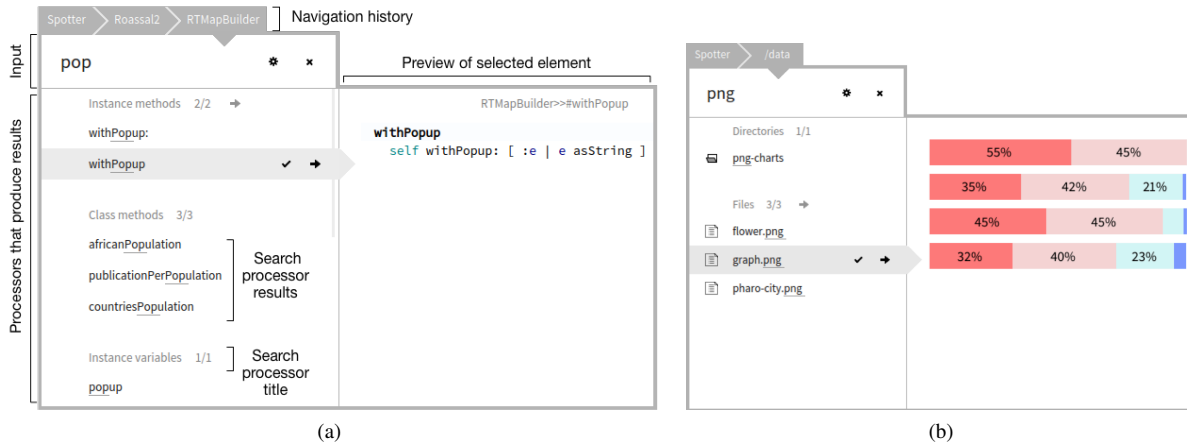 Spotter Roassal2 RTMapBuilder
Navigation history
Input
pop
Preview of selected element
Processors that produce results
Instance methods 2/2
RTMapBuilder>>#withPopup
withPopup:
withPopup
self withPopup: [ :e | e asString ]
withPopup
Class methods 3/3
africanPopulation
publicationPerPopulation
countriesPopulation
Search
processor
results
Instance variables 1/1
popup
Search
processor
title
(a)
Spotter /data
png
Directories 1/1
png-charts
Files 3/3
flower.png
graph.png
pharo-city.png
55% 45%
35% 42% 21%
45% 45%
32% 40% 23%
(b)